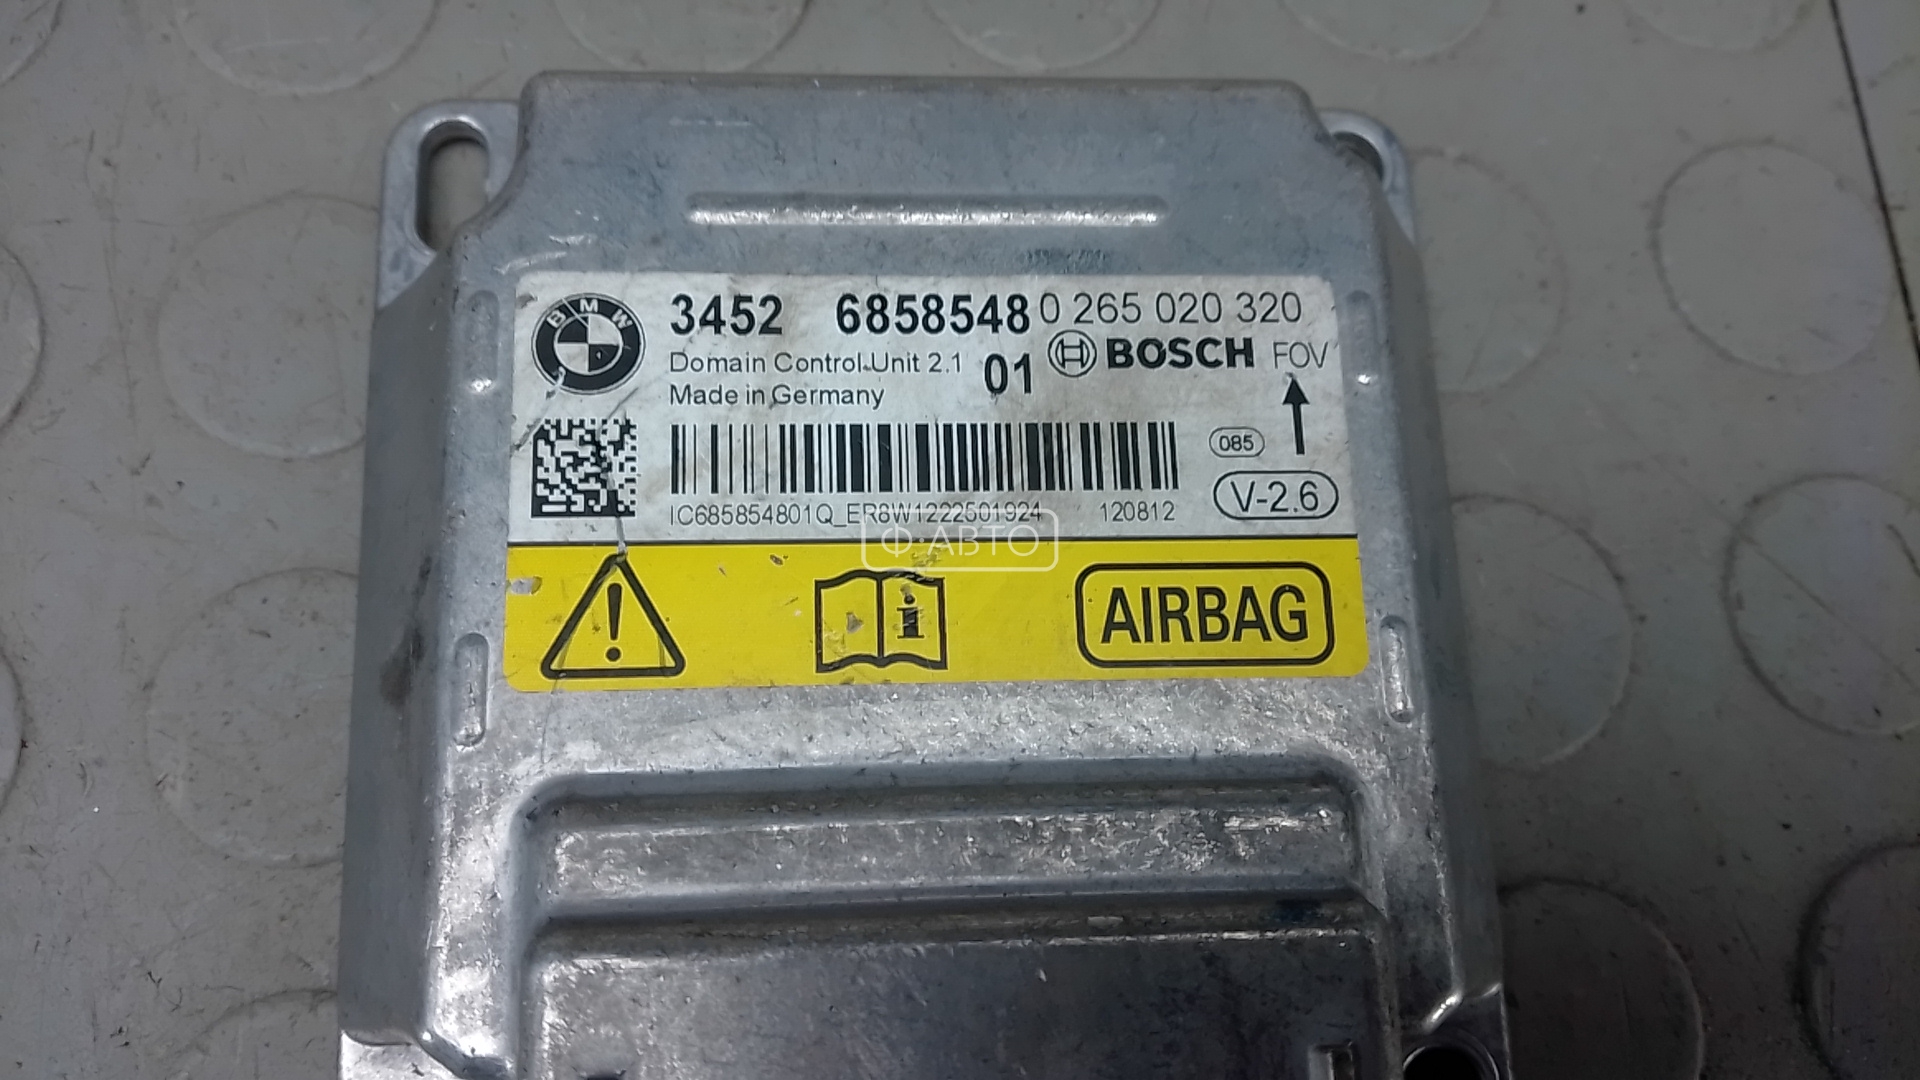 BMW
3452 6858548 0 265 020 320
Domain Control Unit 2.1 01 BOSCH FOV
Made in Germany
085
V-2.6
IC685854801Q_ER8W1222501924 120812
Ф·АВТО
! i AIRBAG